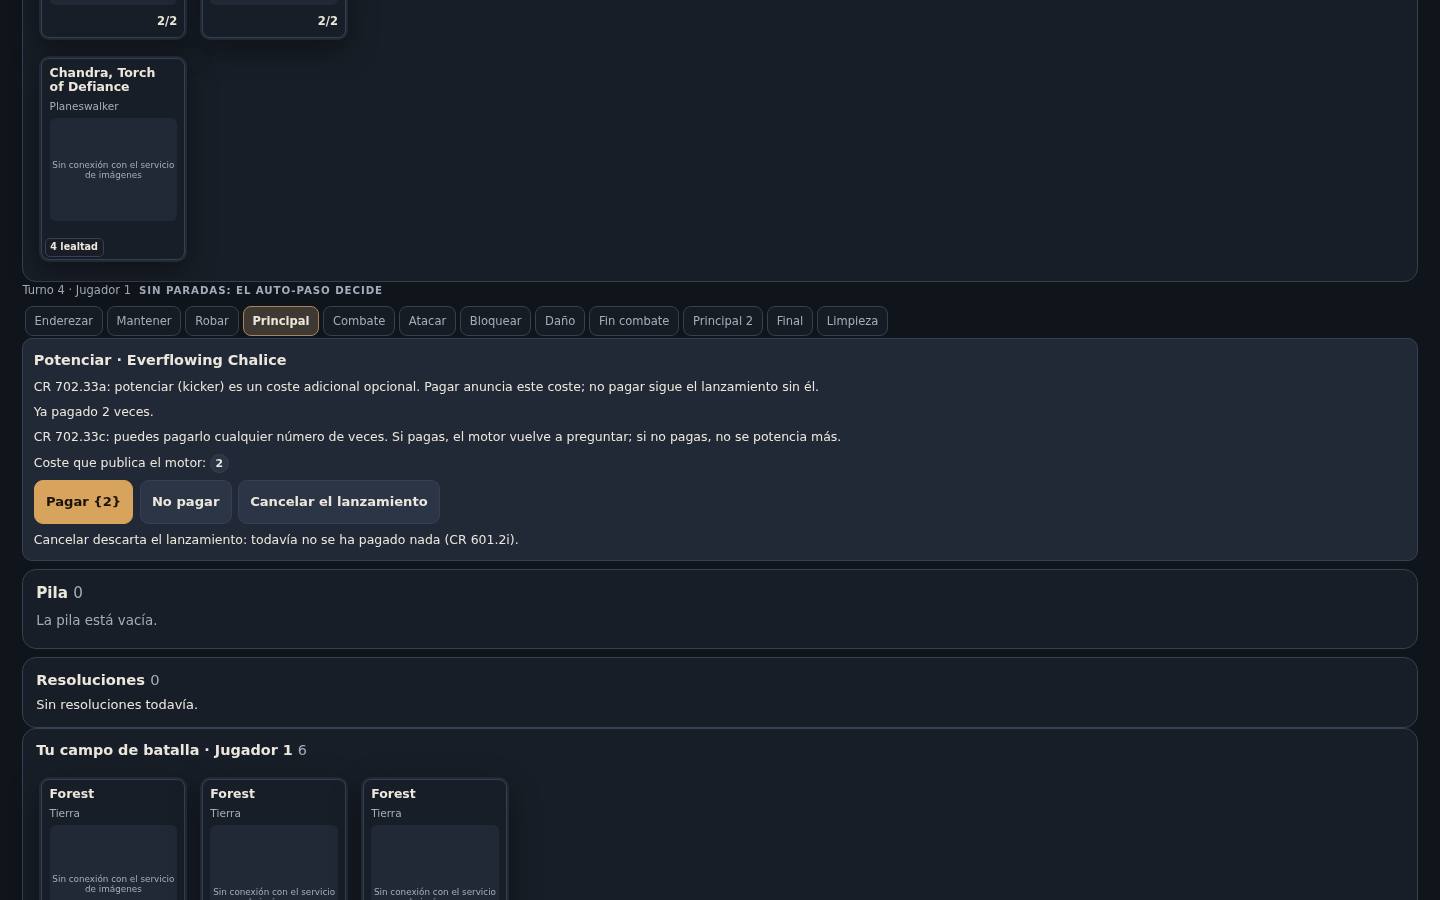 2/2
2/2
Chandra, Torch
of Defiance
Planeswalker
Sin conexión con el servicio
de imágenes
4 lealtad
Turno 4 · Jugador 1 SIN PARADAS: EL AUTO-PASO DECIDE
Enderezar Mantener Robar Principal Combate Atacar Bloquear Daño Fin combate Principal 2 Final Limpieza
Potenciar · Everflowing Chalice
CR 702.33a: potenciar (kicker) es un coste adicional opcional. Pagar anuncia este coste; no pagar sigue el lanzamiento sin él.
Ya pagado 2 veces.
CR 702.33c: puedes pagarlo cualquier número de veces. Si pagas, el motor vuelve a preguntar; si no pagas, no se potencia más.
Coste que publica el motor: 2
Pagar {2} No pagar Cancelar el lanzamiento
Cancelar descarta el lanzamiento: todavía no se ha pagado nada (CR 601.2i).
Pila 0
La pila está vacía.
Resoluciones 0
Sin resoluciones todavía.
Tu campo de batalla · Jugador 1 6
Forest Forest Forest
Tierra Tierra Tierra
Sin conexión con el servicio
de imágenes
Sin conexión con el servicio
Sin conexión con el servicio